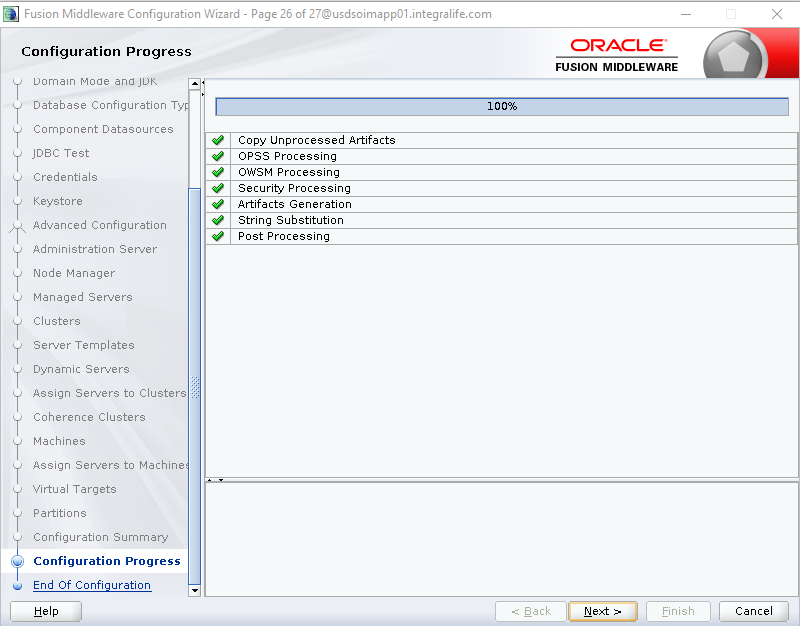 Fusion Middleware Configuration Wizard - Page 26 of 27@usdsoimapp01.integralife.com
Configuration Progress
ORACLE
FUSION MIDDLEWARE
Domain Mode and JDK
Database Configuration Typ
Component Datasources
JDBC Test
Credentials
Keystore
Advanced Configuration
Administration Server
Node Manager
Managed Servers
Clusters
Server Templates
Dynamic Servers
Assign Servers to Clusters
Coherence Clusters
Machines
Assign Servers to Machines
Virtual Targets
Partitions
Configuration Summary
Configuration Progress
End Of Configuration
100%
Copy Unprocessed Artifacts
OPSS Processing
OWSM Processing
Security Processing
Artifacts Generation
String Substitution
Post Processing
Help
< Back
Next >
Finish
Cancel